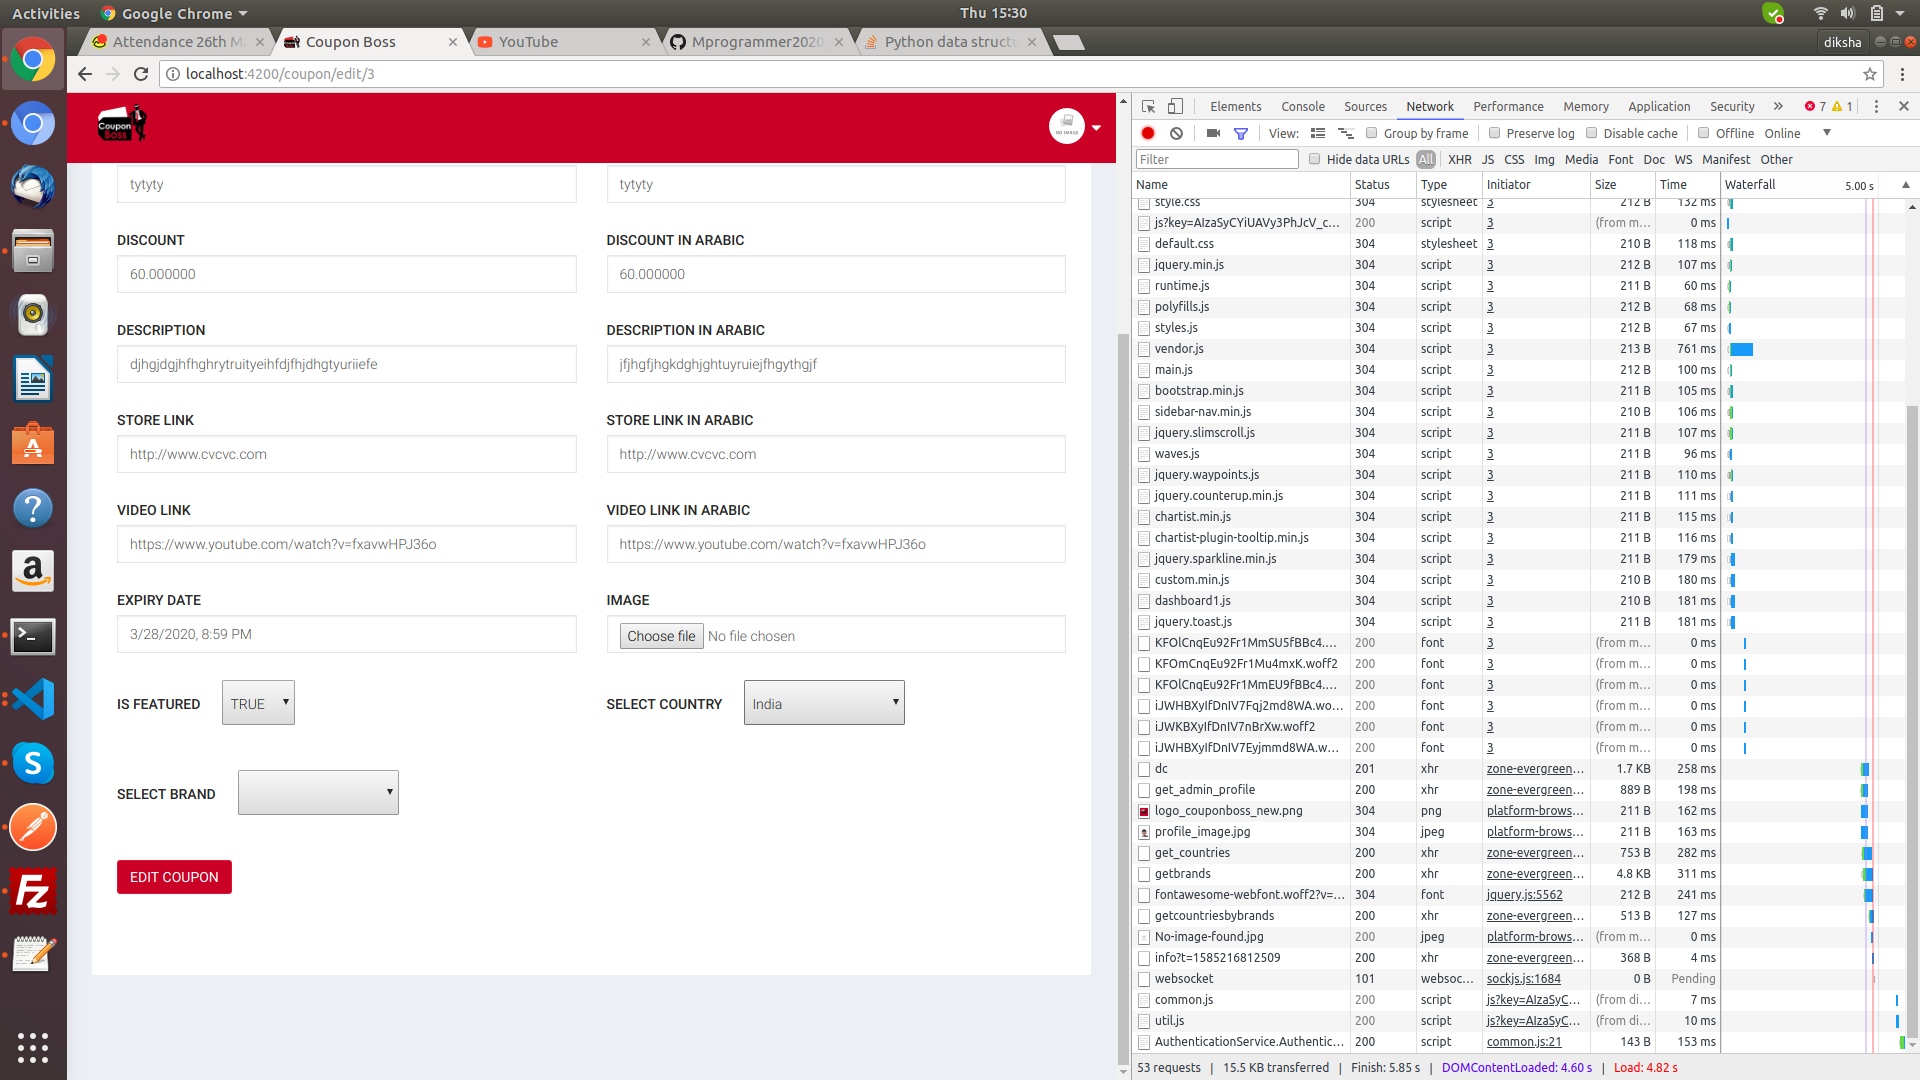 Activities
Google Chrome
Thu 15:30
Attendance 26th Ma
Coupon Boss
YouTube
Mprogrammer2020
Python data structu
diksha
localhost:4200/coupon/edit/3
Coupon
Boss
NO IMAGE
tytyty
tytyty
DISCOUNT
DISCOUNT IN ARABIC
60.000000
60.000000
DESCRIPTION
DESCRIPTION IN ARABIC
djhgjdgjhfhghrytruityeihfdjfhjdhgtyuriiefe
jfjhgfjhgkdghjghtuyruiejfhgythgjf
STORE LINK
STORE LINK IN ARABIC
http://www.cvcvc.com
http://www.cvcvc.com
VIDEO LINK
VIDEO LINK IN ARABIC
https://www.youtube.com/watch?v=fxavwHPJ36o
https://www.youtube.com/watch?v=fxavwHPJ36o
EXPIRY DATE
IMAGE
3/28/2020, 8:59 PM
Choose file No file chosen
IS FEATURED TRUE
SELECT COUNTRY India
SELECT BRAND
EDIT COUPON
Elements Console Sources Network Performance Memory Application Security » 7 1
View: Group by frame Preserve log Disable cache Offline Online
Filter Hide data URLs All XHR JS CSS Img Media Font Doc WS Manifest Other
Name Status Type Initiator Size Time Waterfall 5.00 s
style.css 304 stylesheet 3 212 B 132 ms
js?key=AIzaSyCYiUAVy3PhJcV_c... 200 script 3 (from m... 0 ms
default.css 304 stylesheet 3 210 B 118 ms
jquery.min.js 304 script 3 212 B 107 ms
runtime.js 304 script 3 211 B 60 ms
polyfills.js 304 script 3 212 B 68 ms
styles.js 304 script 3 212 B 67 ms
vendor.js 304 script 3 213 B 761 ms
main.js 304 script 3 212 B 100 ms
bootstrap.min.js 304 script 3 211 B 105 ms
sidebar-nav.min.js 304 script 3 210 B 106 ms
jquery.slimscroll.js 304 script 3 211 B 107 ms
waves.js 304 script 3 211 B 96 ms
jquery.waypoints.js 304 script 3 211 B 110 ms
jquery.counterup.min.js 304 script 3 211 B 111 ms
chartist.min.js 304 script 3 211 B 115 ms
chartist-plugin-tooltip.min.js 304 script 3 211 B 116 ms
jquery.sparkline.min.js 304 script 3 211 B 179 ms
custom.min.js 304 script 3 210 B 180 ms
dashboard1.js 304 script 3 210 B 181 ms
jquery.toast.js 304 script 3 211 B 181 ms
KFOlCnqEu92Fr1MmSU5fBBc4.... 200 font 3 (from m... 0 ms
KFOmCnqEu92Fr1Mu4mxK.woff2 200 font 3 (from m... 0 ms
KFOlCnqEu92Fr1MmEU9fBBc4.... 200 font 3 (from m... 0 ms
iJWHBXyIfDnIV7Fqj2md8WA.wo... 200 font 3 (from m... 0 ms
iJWKBXyIfDnIV7nBrXw.woff2 200 font 3 (from m... 0 ms
iJWHBXyIfDnIV7Eyjmmd8WA.w... 200 font 3 (from m... 0 ms
dc 201 xhr zone-evergreen... 1.7 KB 258 ms
get_admin_profile 200 xhr zone-evergreen... 889 B 198 ms
logo_couponboss_new.png 304 png platform-brows... 211 B 162 ms
profile_image.jpg 304 jpeg platform-brows... 211 B 163 ms
get_countries 200 xhr zone-evergreen... 753 B 282 ms
getbrands 200 xhr zone-evergreen... 4.8 KB 311 ms
fontawesome-webfont.woff2?v=... 304 font jquery.js:5562 212 B 241 ms
getcountriesbybrands 200 xhr zone-evergreen... 513 B 127 ms
No-image-found.jpg 200 jpeg platform-brows... (from m... 0 ms
info?t=1585216812509 200 xhr zone-evergreen... 368 B 4 ms
websocket 101 websoc... sockjs.js:1684 0 B Pending
common.js 200 script js?key=AIzaSyC... (from di... 7 ms
util.js 200 script js?key=AIzaSyC... (from di... 10 ms
AuthenticationService.Authentic... 200 script common.js:21 143 B 153 ms
53 requests | 15.5 KB transferred | Finish: 5.85 s | DOMContentLoaded: 4.60 s | Load: 4.82 s